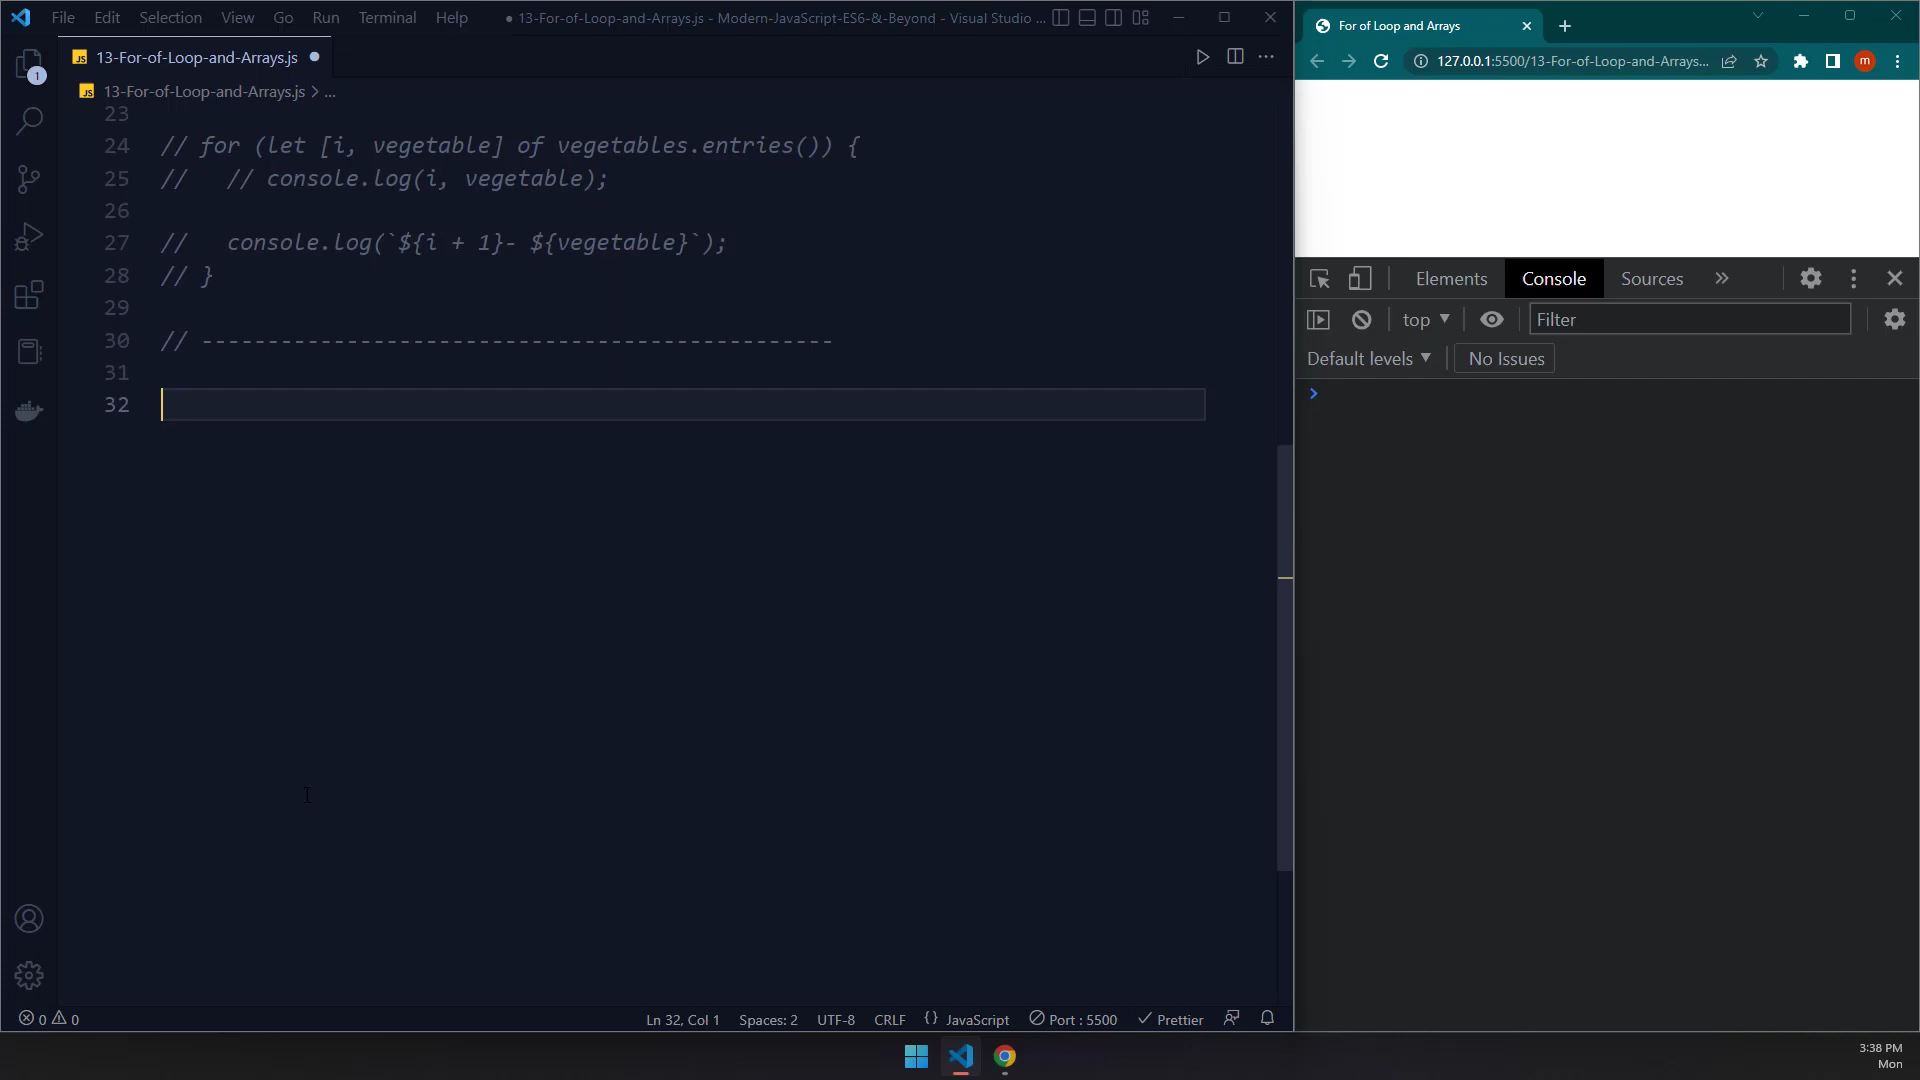 File Edit Selection View Go Run Terminal Help
● 13-For-of-Loop-and-Arrays.js - Modern-JavaScript-ES6-&-Beyond - Visual Studio ...
JS 13-For-of-Loop-and-Arrays.js
JS 13-For-of-Loop-and-Arrays.js > ...
1
23
24 // for (let [i, vegetable] of vegetables.entries()) {
25 //   // console.log(i, vegetable);
26
27 //   console.log(`${i + 1}- ${vegetable}`);
28 // }
29
30 // ------------------------------------------------
31
32
0 0
Ln 32, Col 1 Spaces: 2 UTF-8 CRLF {} JavaScript Port : 5500 Prettier
For of Loop and Arrays
127.0.0.1:5500/13-For-of-Loop-and-Arrays...
m
Elements Console Sources
top Filter
Default levels No Issues
3:38 PM
Mon